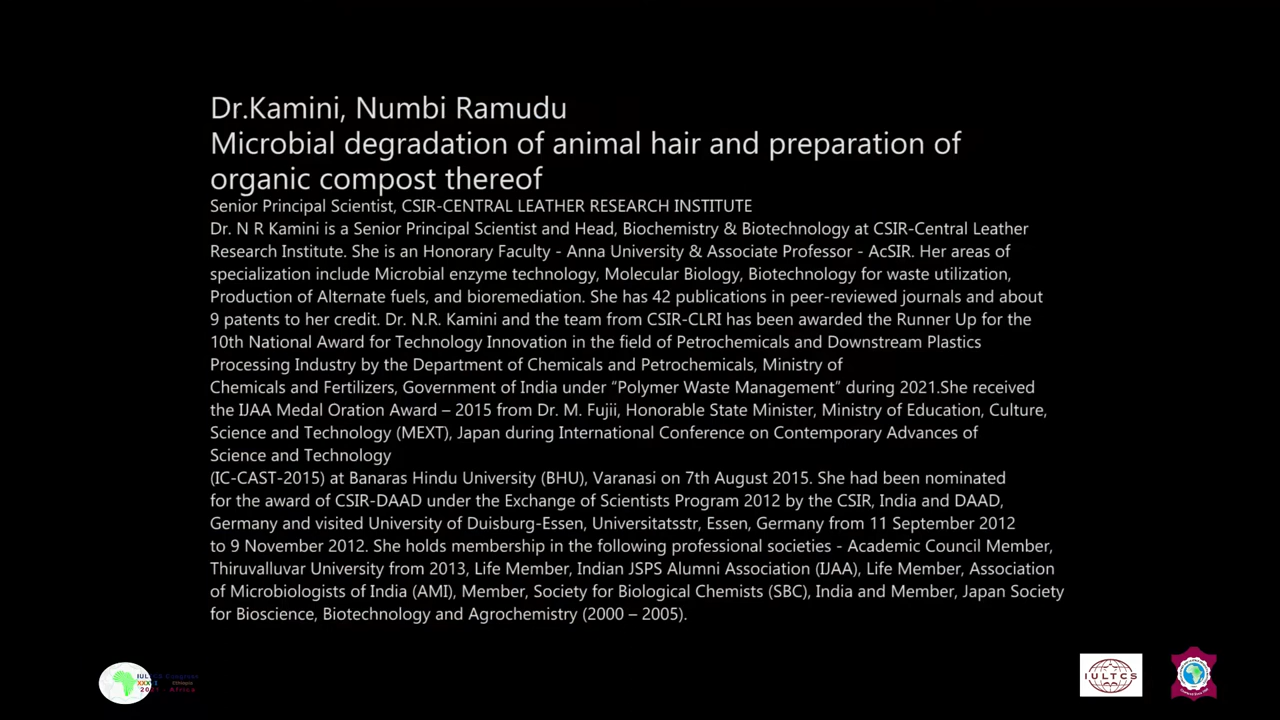 Dr.Kamini, Numbi Ramudu
Microbial degradation of animal hair and preparation of
organic compost thereof
Senior Principal Scientist, CSIR-CENTRAL LEATHER RESEARCH INSTITUTE
Dr. N R Kamini is a Senior Principal Scientist and Head, Biochemistry & Biotechnology at CSIR-Central Leather
Research Institute. She is an Honorary Faculty - Anna University & Associate Professor - AcSIR. Her areas of
specialization include Microbial enzyme technology, Molecular Biology, Biotechnology for waste utilization,
Production of Alternate fuels, and bioremediation. She has 42 publications in peer-reviewed journals and about
9 patents to her credit. Dr. N.R. Kamini and the team from CSIR-CLRI has been awarded the Runner Up for the
10th National Award for Technology Innovation in the field of Petrochemicals and Downstream Plastics
Processing Industry by the Department of Chemicals and Petrochemicals, Ministry of
Chemicals and Fertilizers, Government of India under “Polymer Waste Management” during 2021.She received
the IJAA Medal Oration Award – 2015 from Dr. M. Fujii, Honorable State Minister, Ministry of Education, Culture,
Science and Technology (MEXT), Japan during International Conference on Contemporary Advances of
Science and Technology
(IC-CAST-2015) at Banaras Hindu University (BHU), Varanasi on 7th August 2015. She had been nominated
for the award of CSIR-DAAD under the Exchange of Scientists Program 2012 by the CSIR, India and DAAD,
Germany and visited University of Duisburg-Essen, Universitatsstr, Essen, Germany from 11 September 2012
to 9 November 2012. She holds membership in the following professional societies - Academic Council Member,
Thiruvalluvar University from 2013, Life Member, Indian JSPS Alumni Association (IJAA), Life Member, Association
of Microbiologists of India (AMI), Member, Society for Biological Chemists (SBC), India and Member, Japan Society
for Bioscience, Biotechnology and Agrochemistry (2000 – 2005).
IULTCS Congress
XXXVI Ethiopia
2021 - Africa
IULTCS